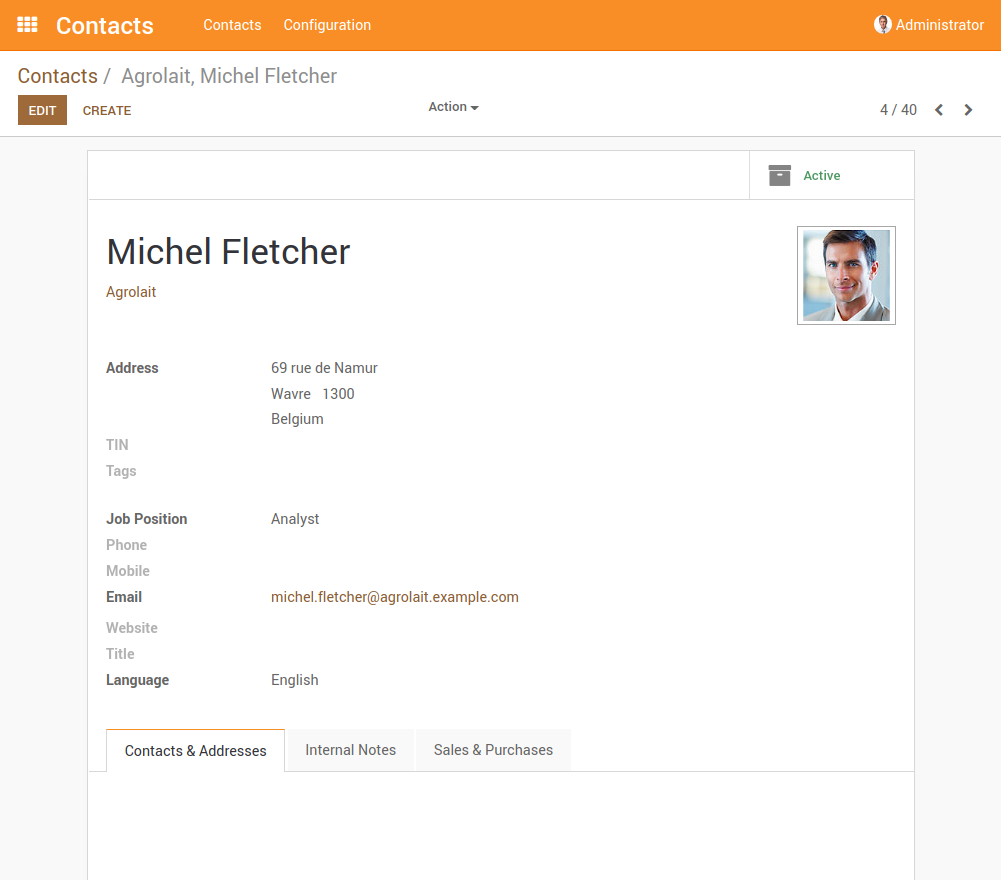 Contacts Contacts Configuration Administrator
Contacts / Agrolait, Michel Fletcher
EDIT CREATE Action 4 / 40
Active
Michel Fletcher
Agrolait
Address 69 rue de Namur
Wavre 1300
Belgium
TIN
Tags
Job Position Analyst
Phone
Mobile
Email michel.fletcher@agrolait.example.com
Website
Title
Language English
Contacts & Addresses Internal Notes Sales & Purchases